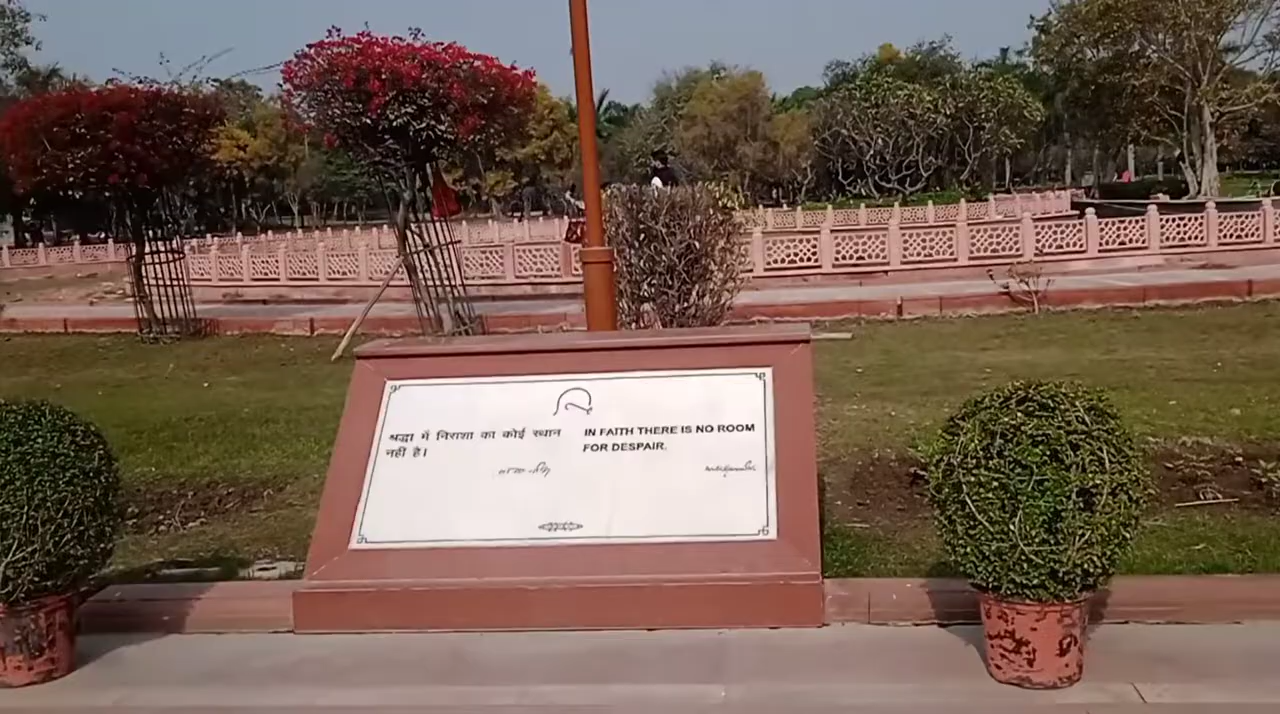 श्रद्धा में निराशा का कोई स्थान
नहीं है।
IN FAITH THERE IS NO ROOM
FOR DESPAIR.